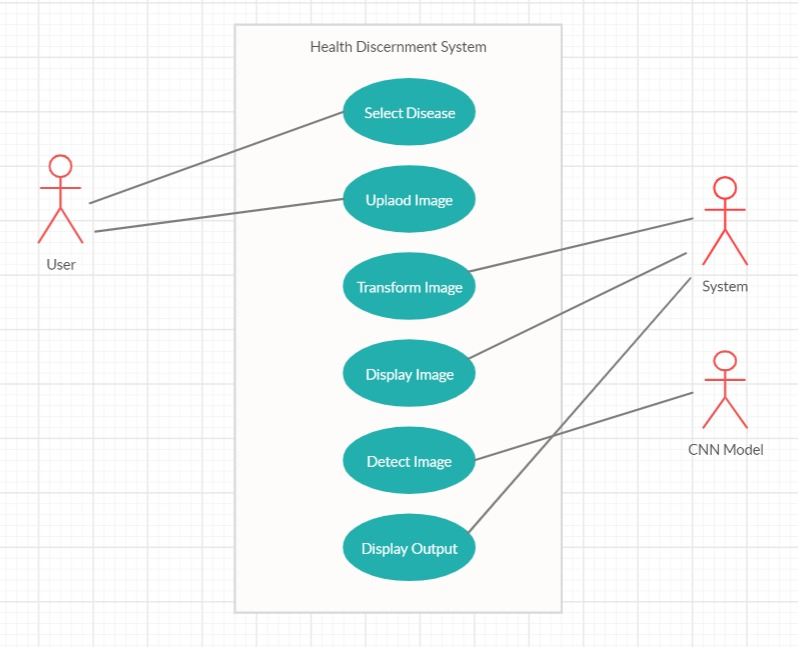 Health Discernment System
Select Disease
Uplaod Image
Transform Image
Display Image
Detect Image
Display Output
User
System
CNN Model